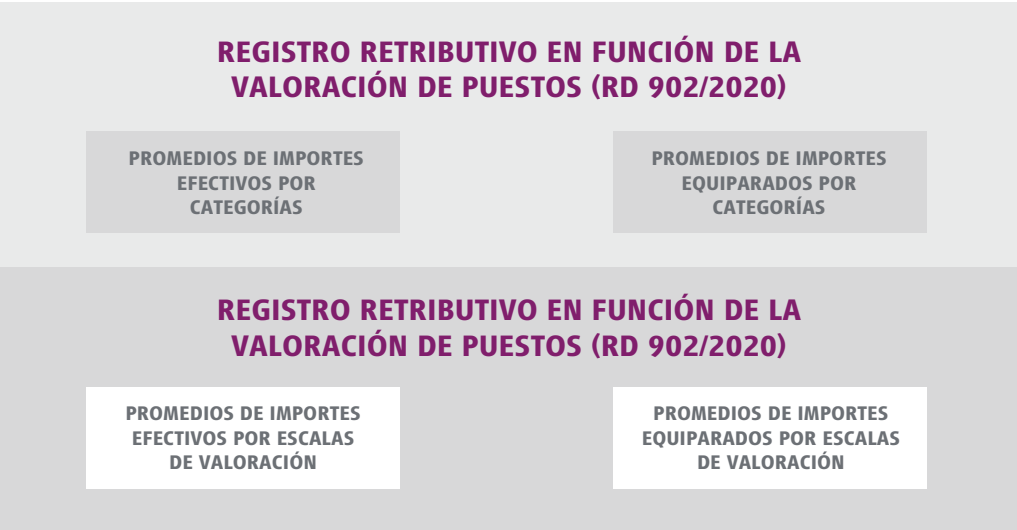 REGISTRO RETRIBUTIVO EN FUNCIÓN DE LA
VALORACIÓN DE PUESTOS (RD 902/2020)
PROMEDIOS DE IMPORTES
EFECTIVOS POR
CATEGORÍAS
PROMEDIOS DE IMPORTES
EQUIPARADOS POR
CATEGORÍAS
REGISTRO RETRIBUTIVO EN FUNCIÓN DE LA
VALORACIÓN DE PUESTOS (RD 902/2020)
PROMEDIOS DE IMPORTES
EFECTIVOS POR ESCALAS
DE VALORACIÓN
PROMEDIOS DE IMPORTES
EQUIPARADOS POR ESCALAS
DE VALORACIÓN